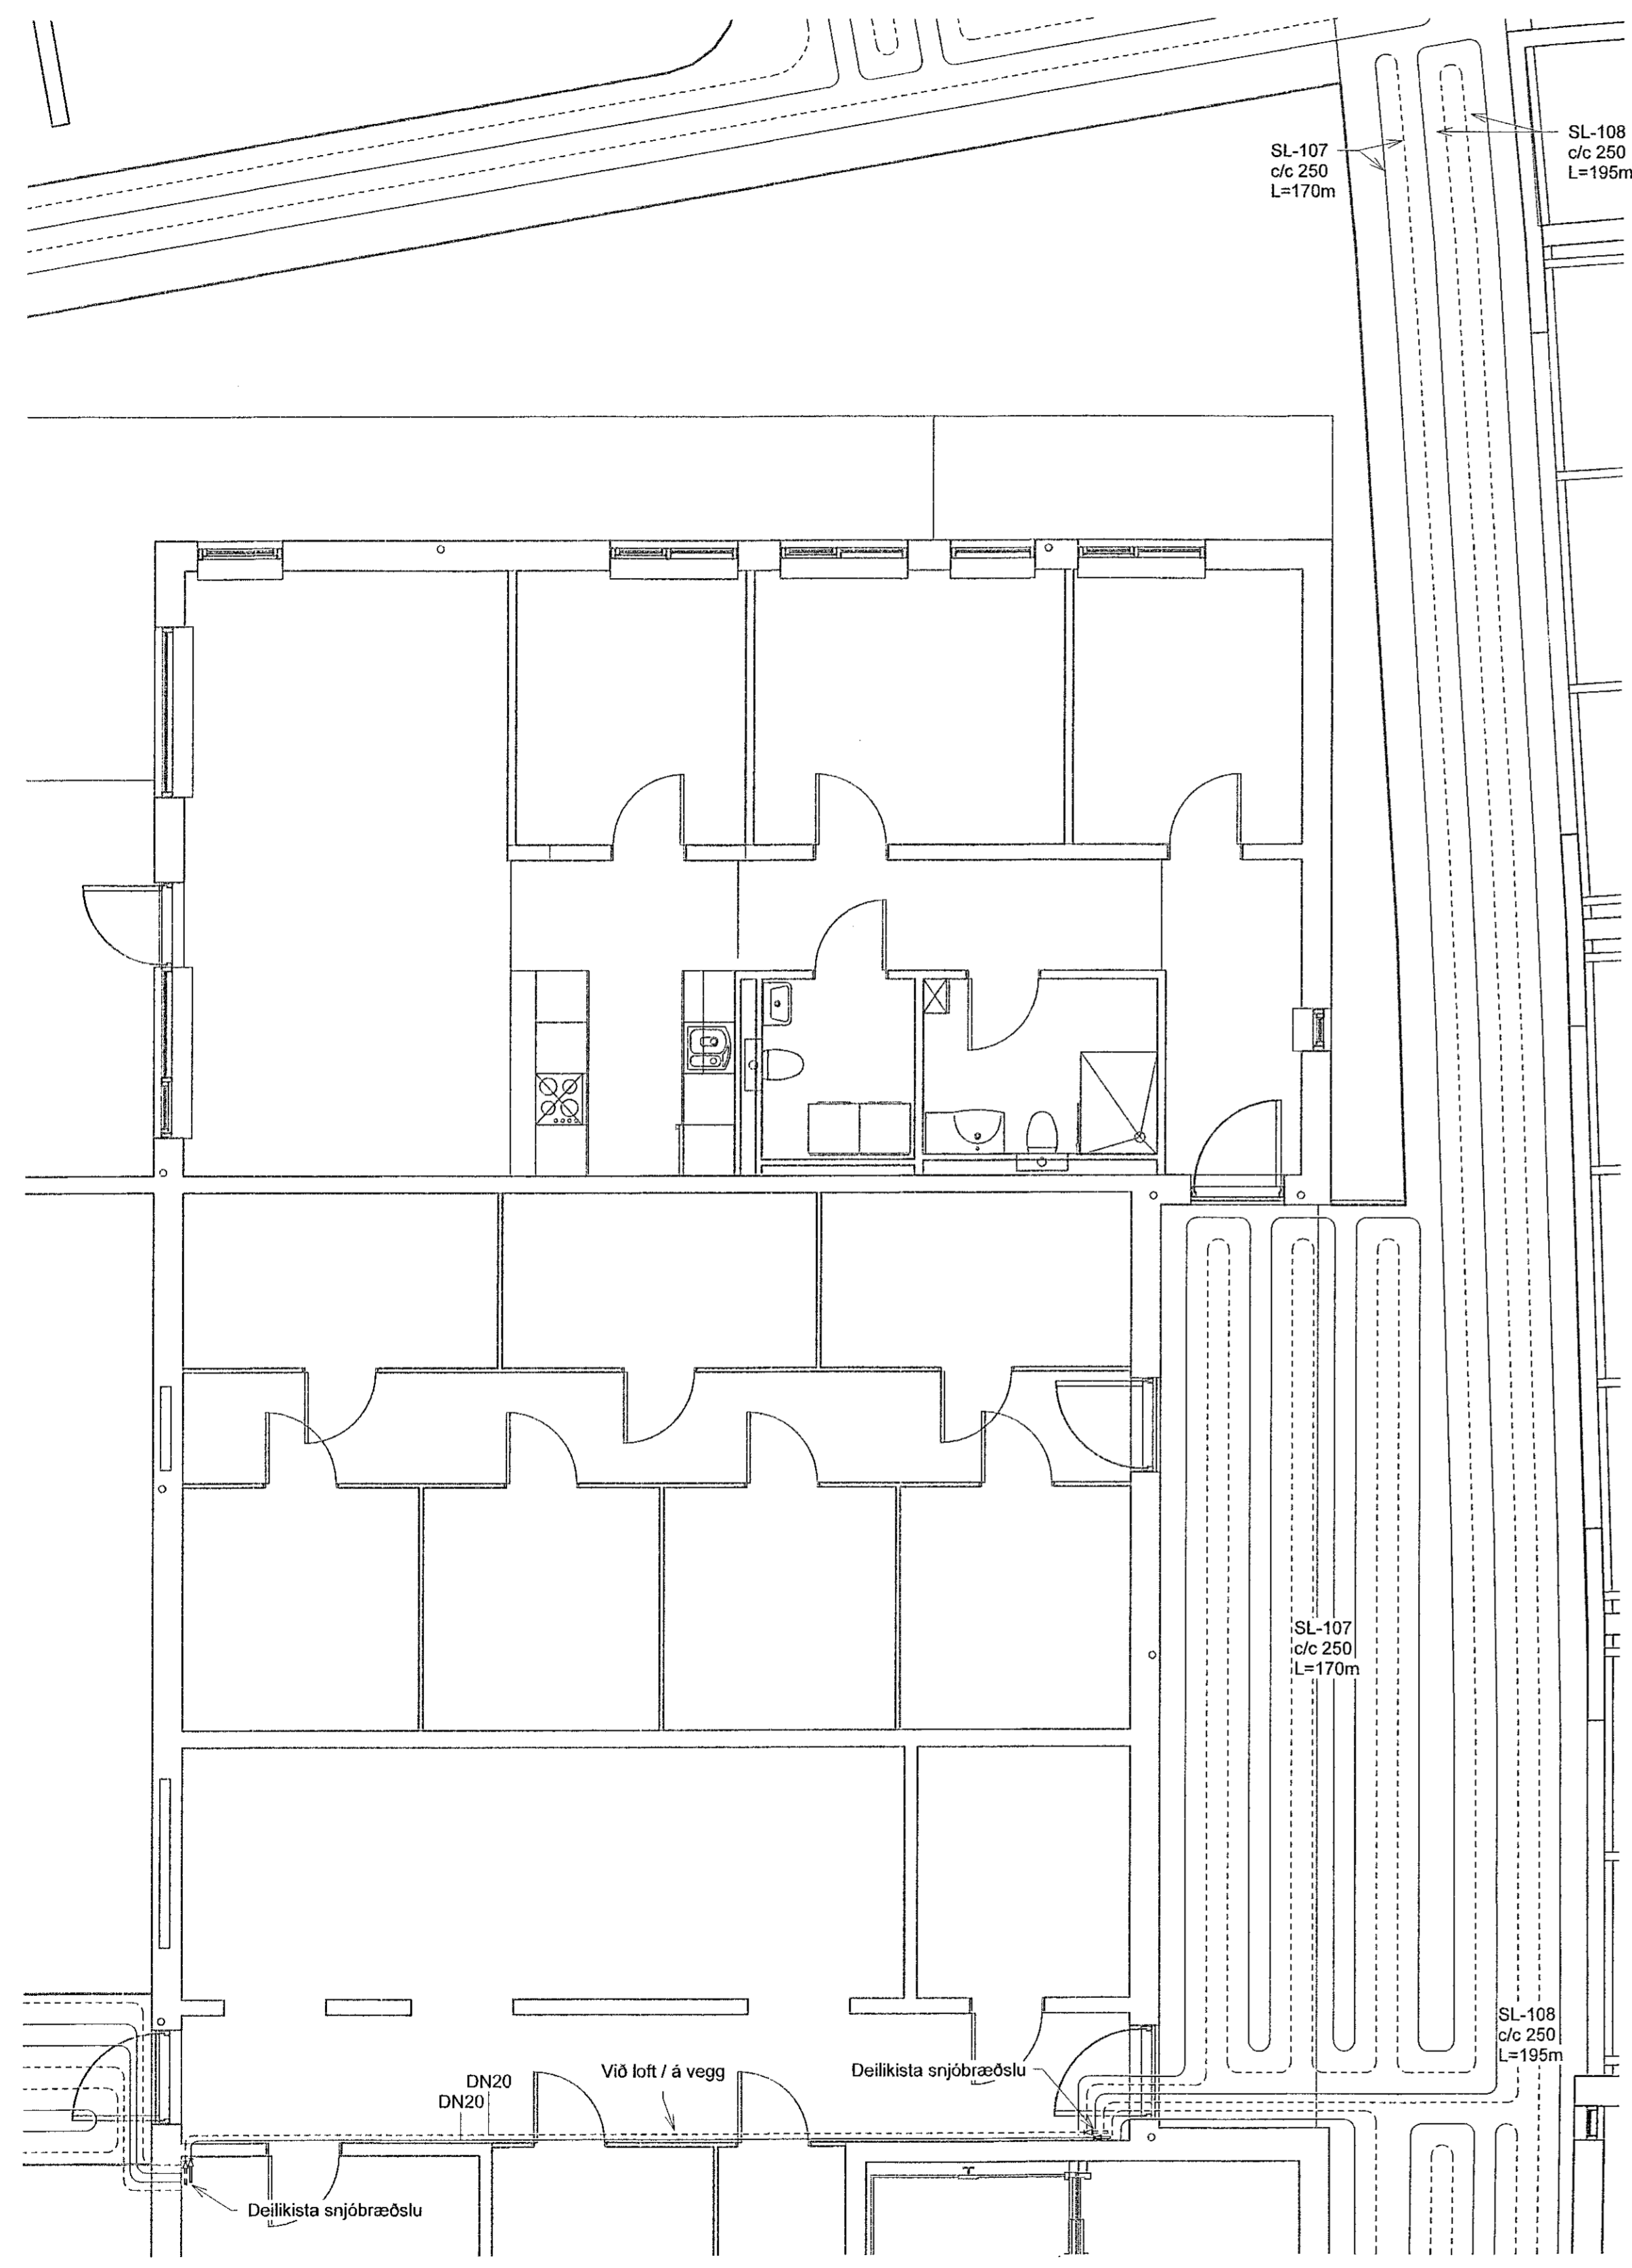 SL-108
c/c 250
L=195m
SL-107
c/c 250
L=170m
SL-107
c/c 250
L=170m
SL-108
c/c 250
L=195m
Við loft / á vegg
Deilikista snjóbræðslu
DN20
DN20
Deilikista snjóbræðslu